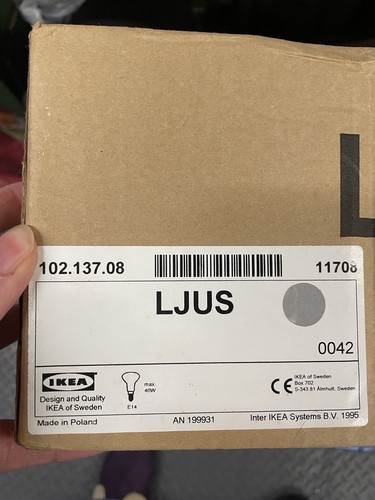 L
102.137.08 11708
LJUS
0042
IKEA
Design and Quality
IKEA of Sweden
max.
40W
E14
CE
IKEA of Sweden
Box 702
S-343 81 Älmhult, Sweden
Made in Poland AN 199931 Inter IKEA Systems B.V. 1995